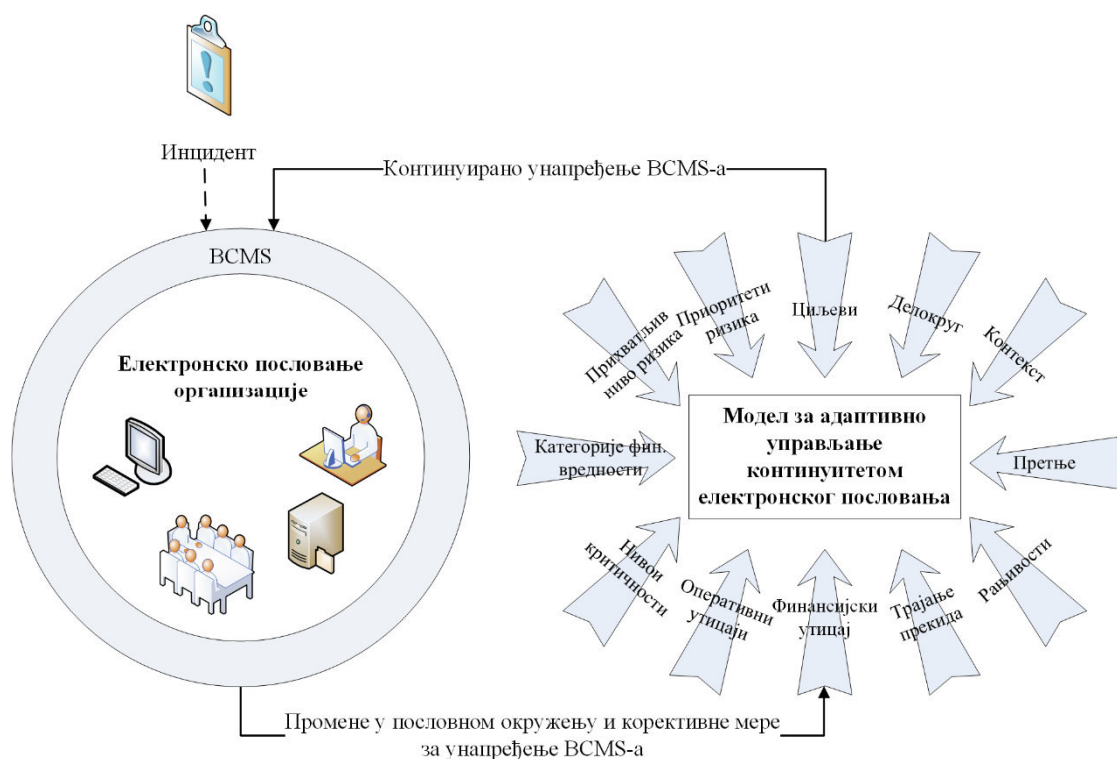 Инцидент
Континуирано унапређење BCMS-а
BCMS
Електронско пословање
организације
Прихватљив
ниво ризика
Приоритети
ризика
Циљеви
Делокруг
Контекст
Категорије фин.
вредности
Модел за адаптивно
управљање
континуитетом
електронског пословања
Претње
Нивои
критичности
Оперативни
утицаји
Финансијски
утицај
Трајање
прекида
Рањивости
Промене у пословном окружењу и корективне мере
за унапређење BCMS-а